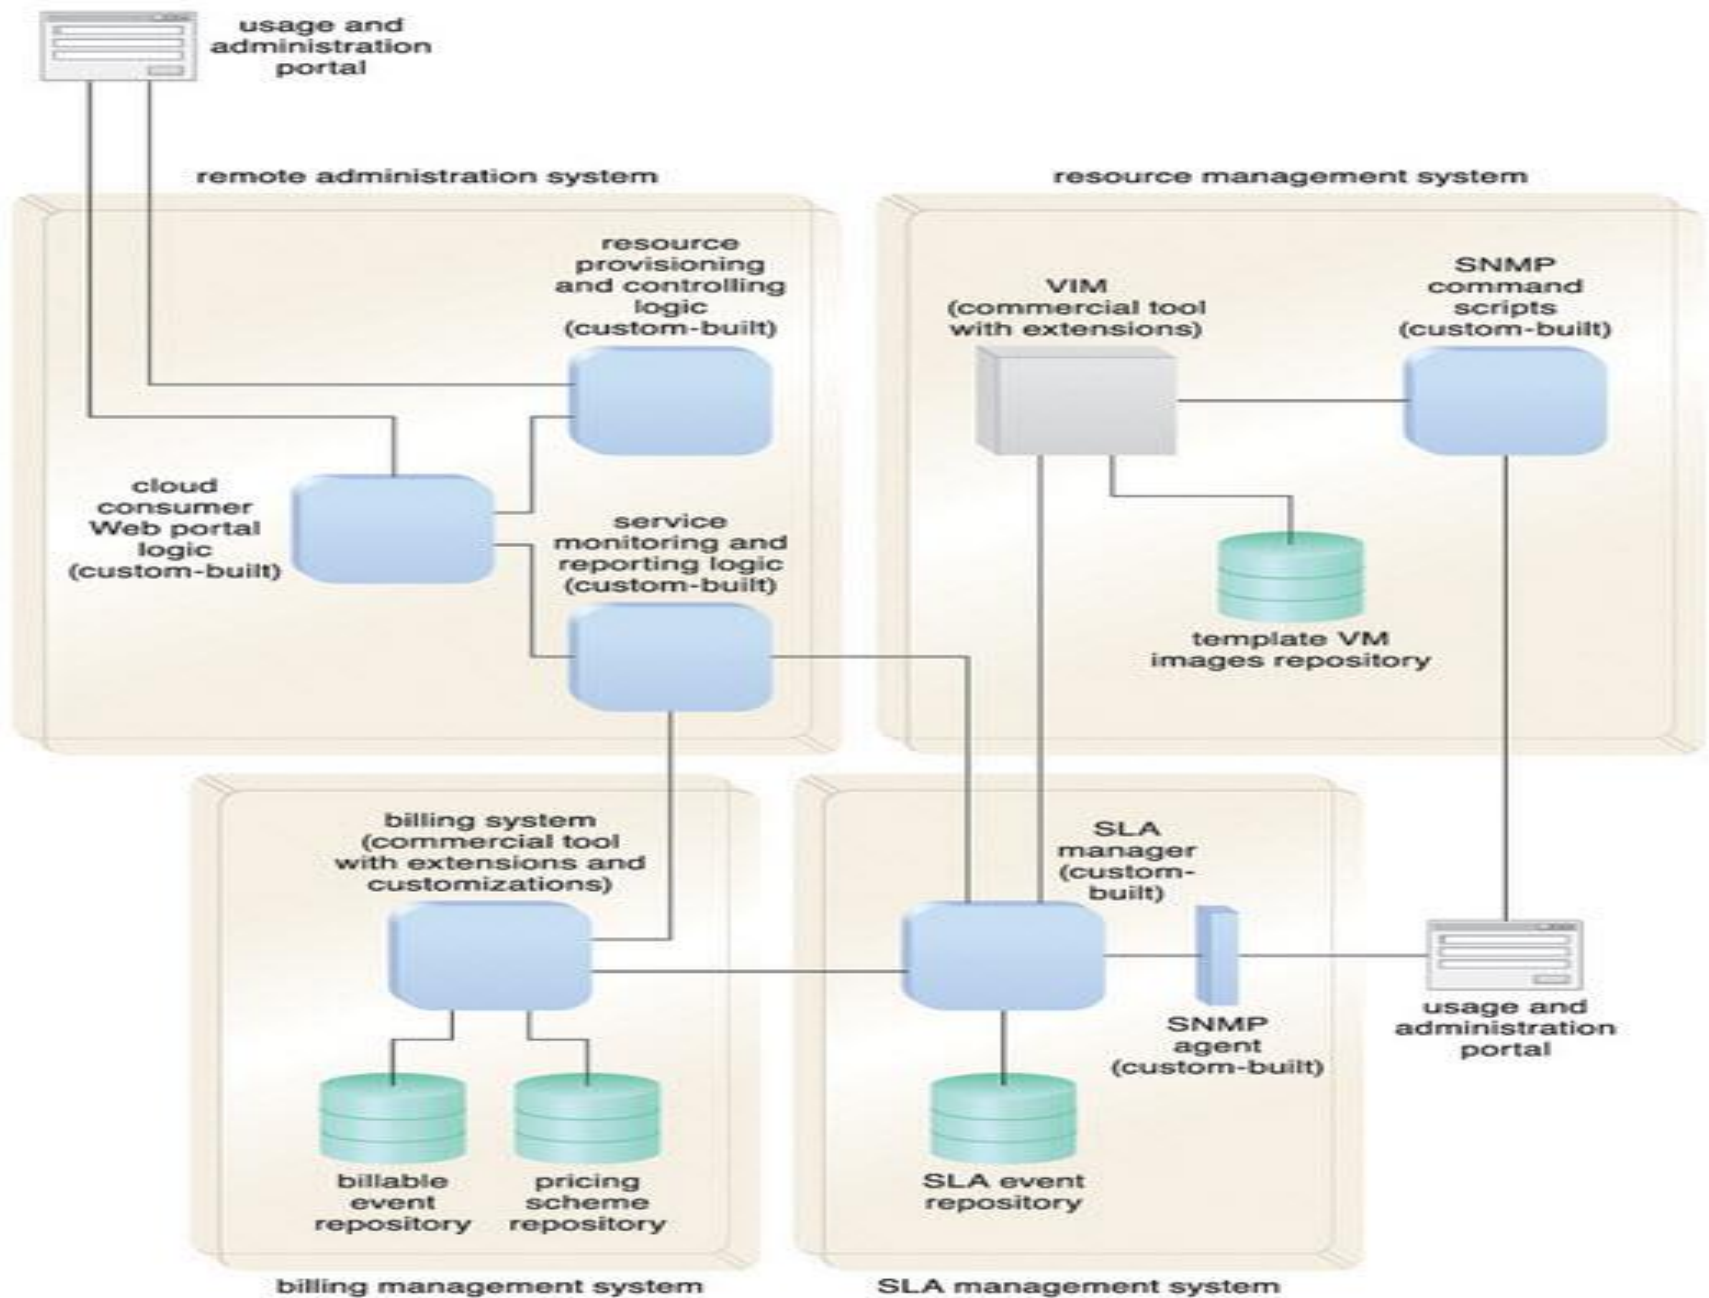 usage and
administration
portal
remote administration system
resource
provisioning
and controlling
logic
(custom-built)
cloud
consumer
Web portal
logic
(custom-built)
service
monitoring and
reporting logic
(custom-built)
resource management system
VIM
(commercial tool
with extensions)
SNMP
command
scripts
(custom-built)
template VM
images repository
billing system
(commercial tool
with extensions and
customizations)
billable
event
repository
pricing
scheme
repository
billing management system
SLA
manager
(custom-
built)
SNMP
agent
(custom-built)
SLA event
repository
SLA management system
usage and
administration
portal